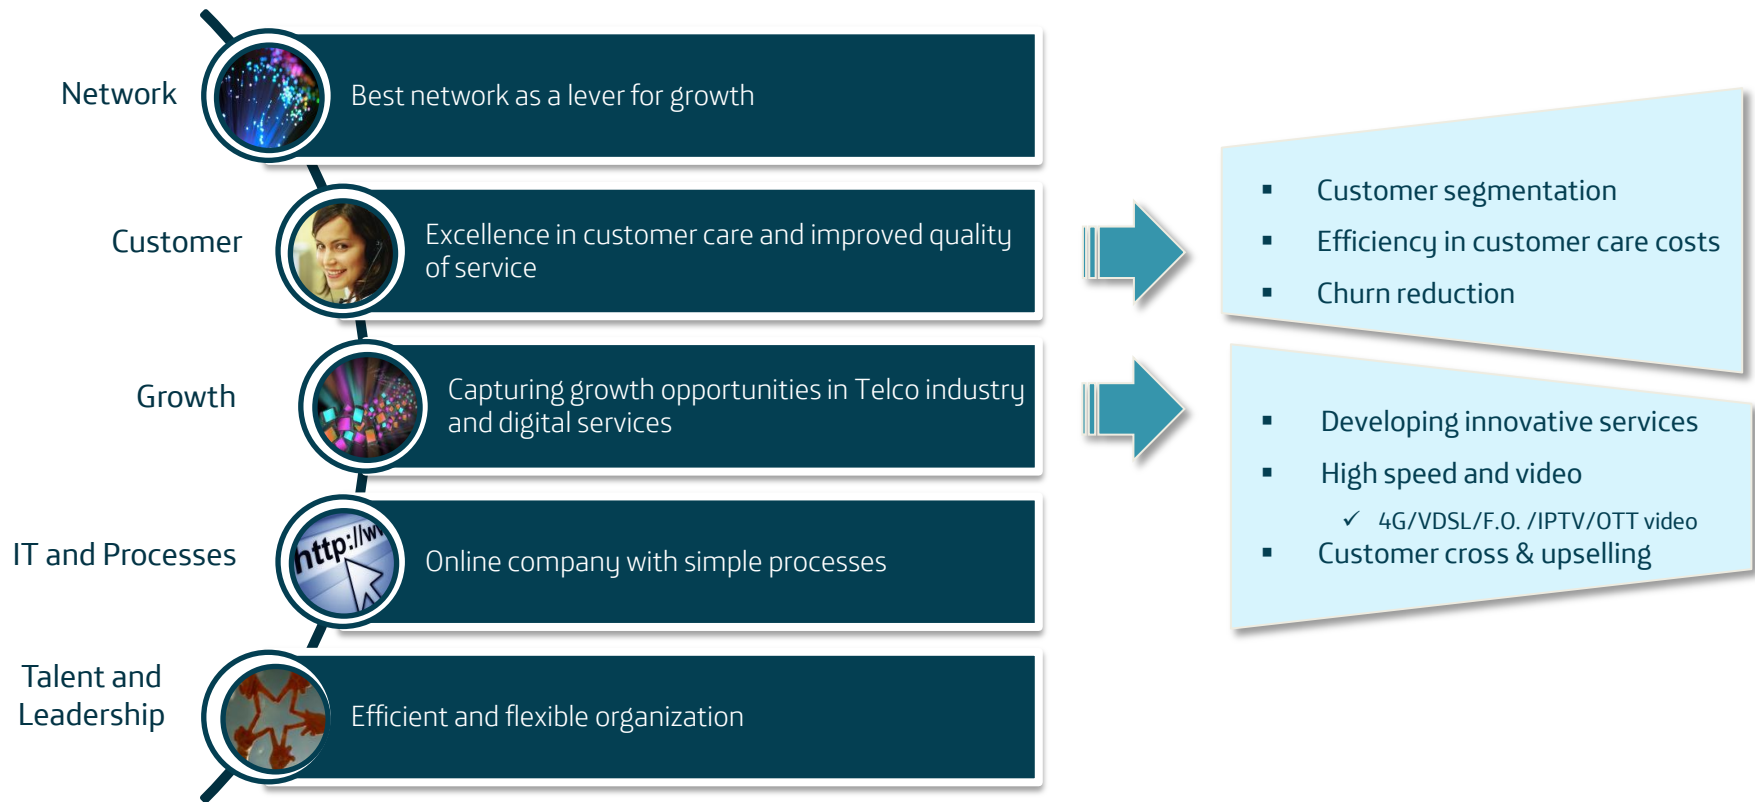 Network
Best network as a lever for growth
Customer
Excellence in customer care and improved quality
of service
Growth
Capturing growth opportunities in Telco industry
and digital services
IT and Processes
http://w
Online company with simple processes
Talent and
Leadership
Efficient and flexible organization
▪ Customer segmentation
▪ Efficiency in customer care costs
▪ Churn reduction
▪ Developing innovative services
▪ High speed and video
✓ 4G/VDSL/F.O. /IPTV/OTT video
▪ Customer cross & upselling